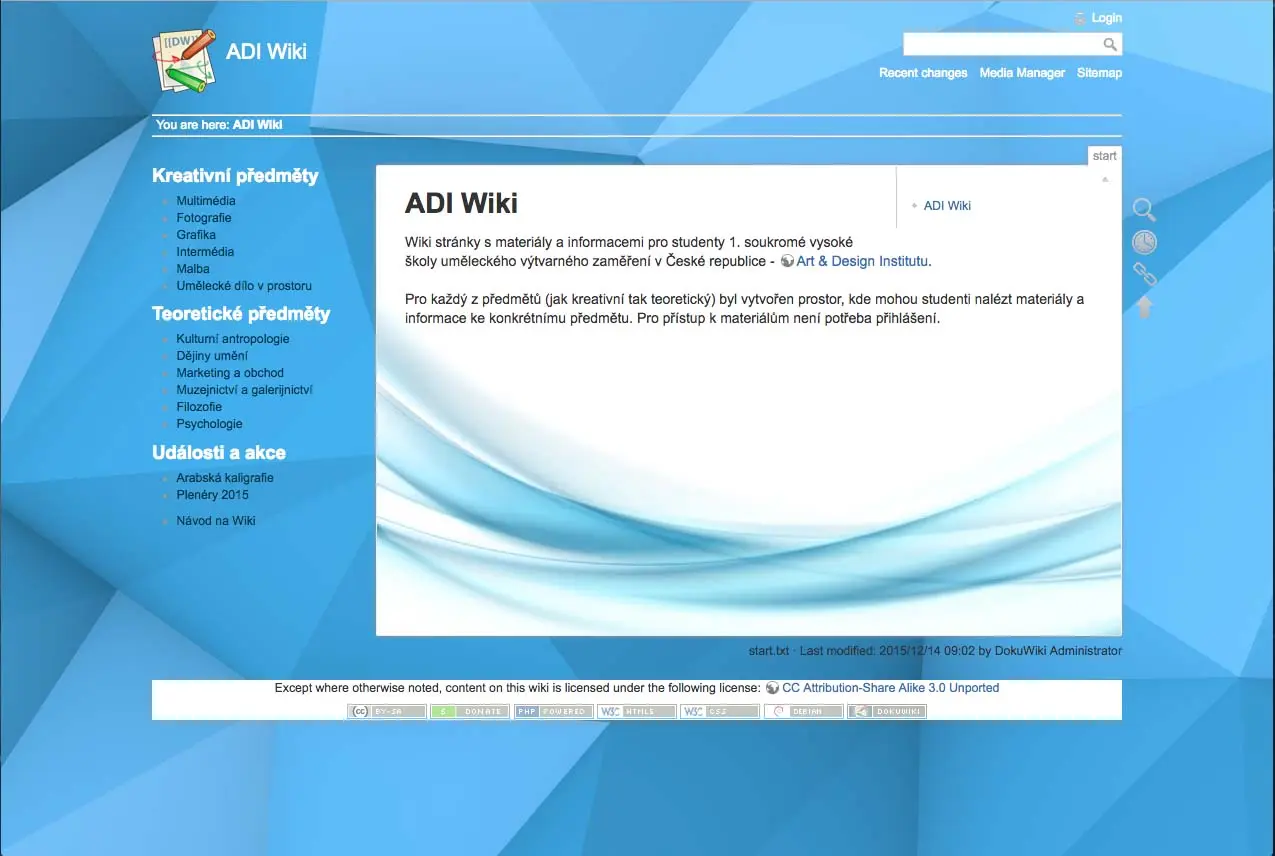 Login
[[DW]]
ADI Wiki
Recent changes Media Manager Sitemap
You are here: ADI Wiki
start
Kreativní předměty
Multimédia
Fotografie
Grafika
Intermédia
Malba
Umělecké dílo v prostoru
Teoretické předměty
Kulturní antropologie
Dějiny umění
Marketing a obchod
Muzejnictví a galerijnictví
Filozofie
Psychologie
Události a akce
Arabská kaligrafie
Plenéry 2015
Návod na Wiki
ADI Wiki
ADI Wiki
Wiki stránky s materiály a informacemi pro studenty 1. soukromé vysoké
školy uměleckého výtvarného zaměření v České republice - Art & Design Institutu.
Pro každý z předmětů (jak kreativní tak teoretický) byl vytvořen prostor, kde mohou studenti nalézt materiály a
informace ke konkrétnímu předmětu. Pro přístup k materiálům není potřeba přihlášení.
start.txt · Last modified: 2015/12/14 09:02 by DokuWiki Administrator
Except where otherwise noted, content on this wiki is licensed under the following license: CC Attribution-Share Alike 3.0 Unported
(cc) BY-SA $ DONATE PHP POWERED W3C HTML5 W3C CSS DEBIAN DOKUWIKI